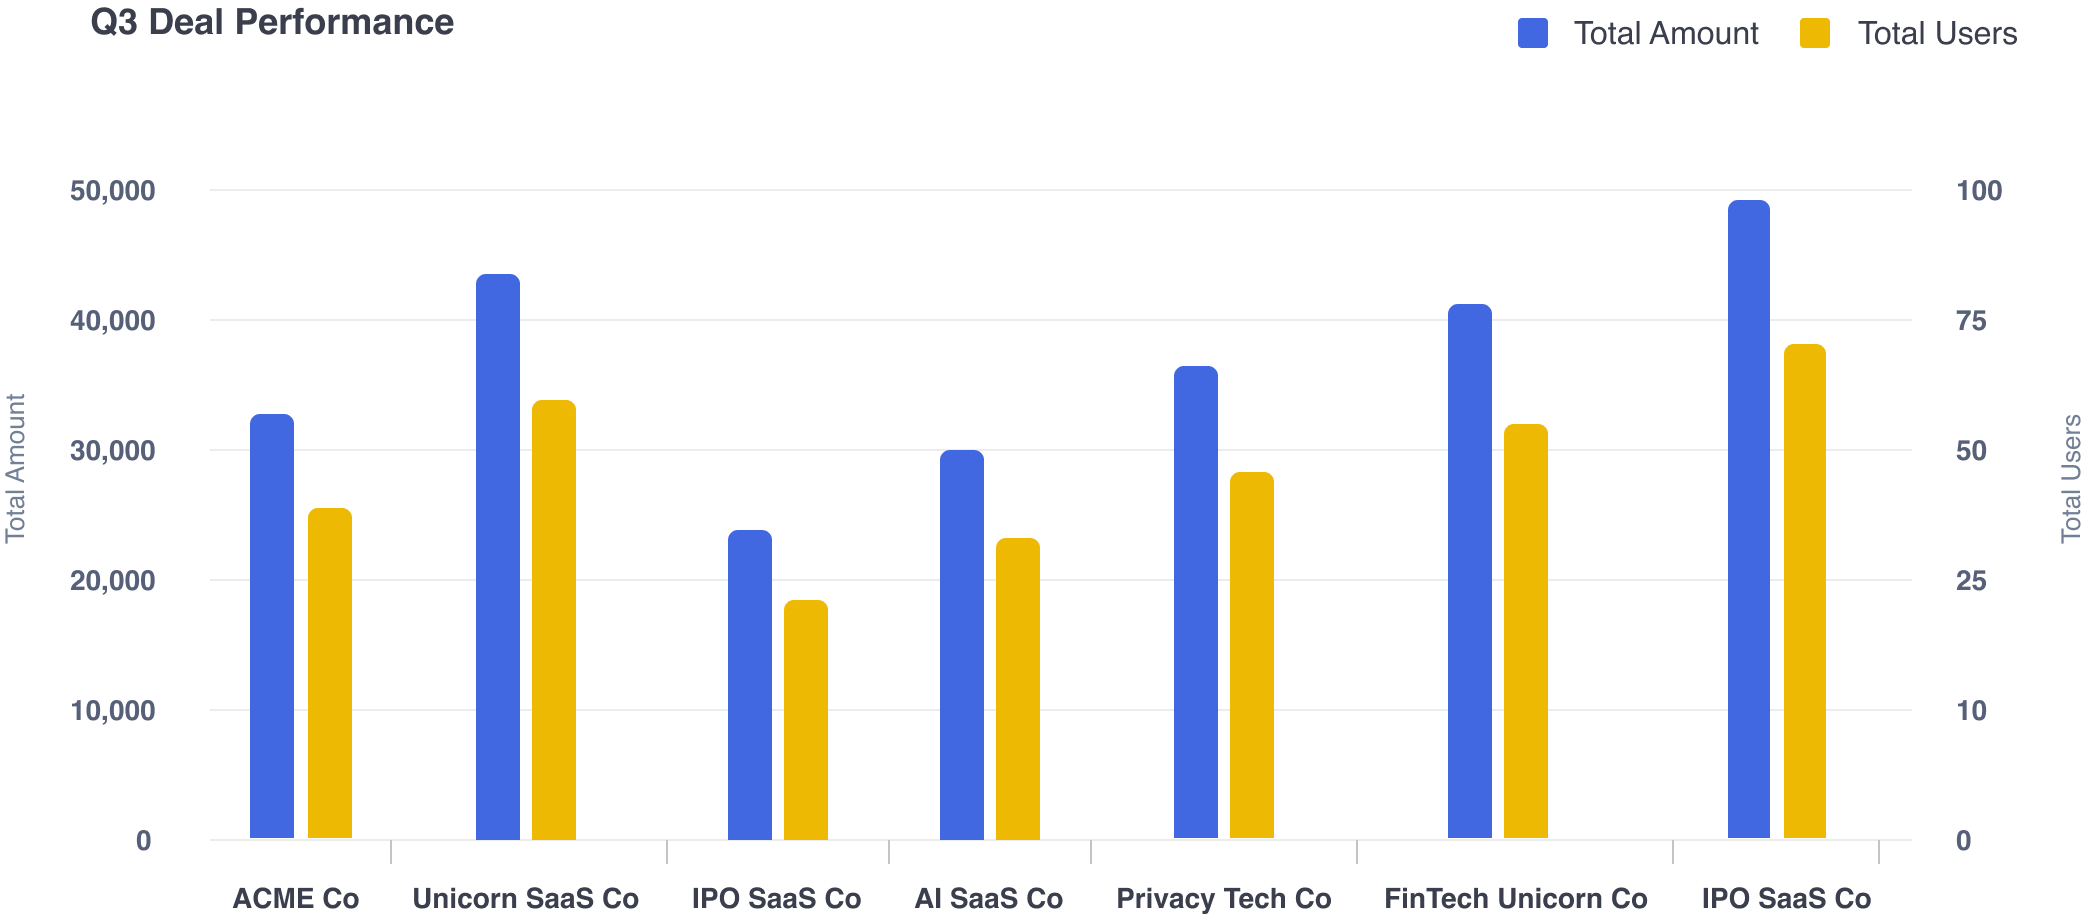 Q3 Deal Performance
Total Amount
Total Users
50,000
40,000
30,000
20,000
10,000
0
Total Amount
100
75
50
25
10
0
Total Users
ACME Co
Unicorn SaaS Co
IPO SaaS Co
AI SaaS Co
Privacy Tech Co
FinTech Unicorn Co
IPO SaaS Co